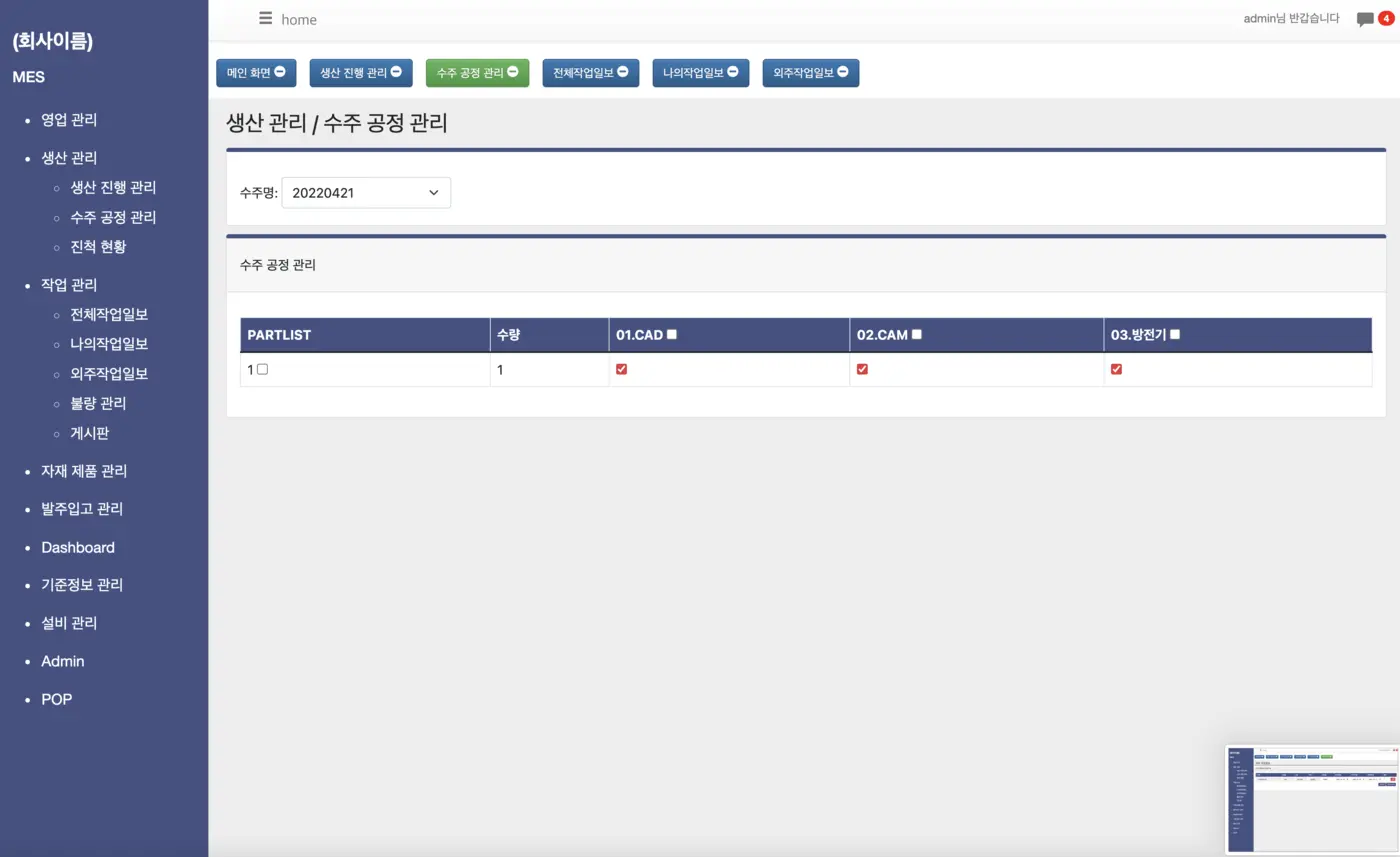 (회사이름)
MES
영업 관리
생산 관리
생산 진행 관리
수주 공정 관리
진척 현황
작업 관리
전체작업일보
나의작업일보
외주작업일보
불량 관리
게시판
자재 제품 관리
발주입고 관리
Dashboard
기준정보 관리
설비 관리
Admin
POP
home
admin님 반갑습니다
4
메인 화면 생산 진행 관리 수주 공정 관리 전체작업일보 나의작업일보 외주작업일보
생산 관리 / 수주 공정 관리
수주명: 20220421
수주 공정 관리
PARTLIST 수량 01.CAD 02.CAM 03.방전기
1 1